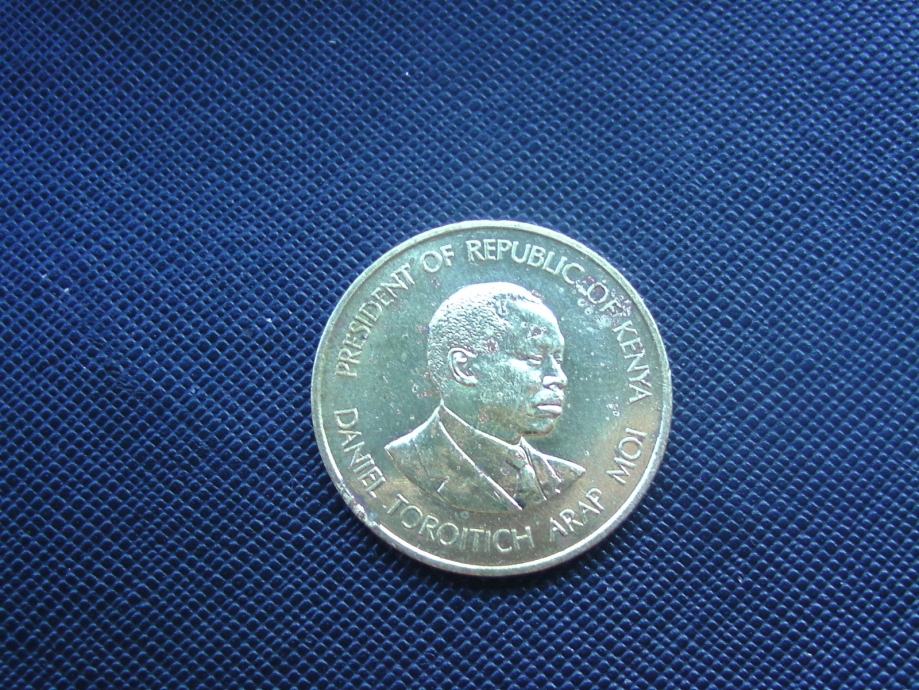 PRESIDENT OF REPUBLIC OF KENYA
DANIEL TOROITICH ARAP MOI